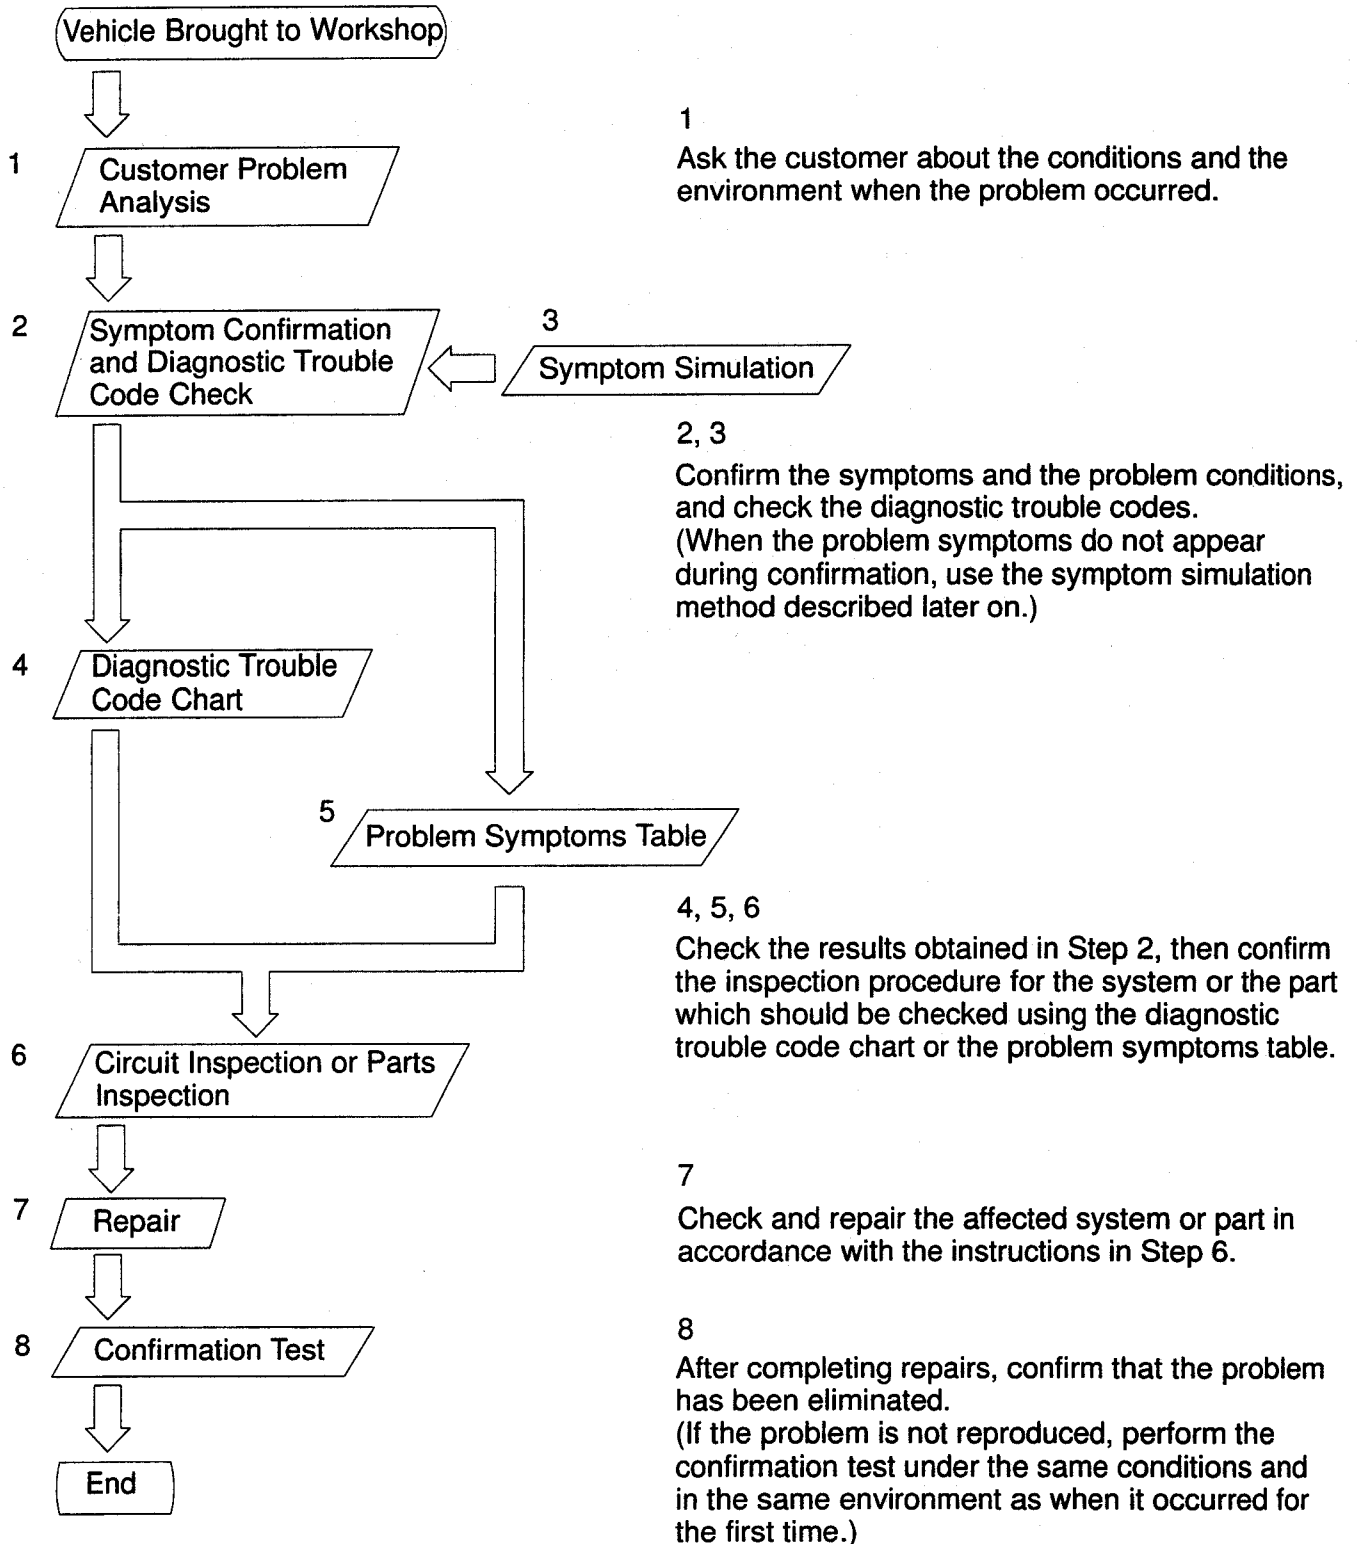 Vehicle Brought to Workshop
1
Customer Problem
Analysis
1
Ask the customer about the conditions and the
environment when the problem occurred.
2
Symptom Confirmation
and Diagnostic Trouble
Code Check
3
Symptom Simulation
2, 3
Confirm the symptoms and the problem conditions,
and check the diagnostic trouble codes.
(When the problem symptoms do not appear
during confirmation, use the symptom simulation
method described later on.)
4
Diagnostic Trouble
Code Chart
5
Problem Symptoms Table
4, 5, 6
Check the results obtained in Step 2, then confirm
the inspection procedure for the system or the part
which should be checked using the diagnostic
trouble code chart or the problem symptoms table.
6
Circuit Inspection or Parts
Inspection
7
Repair
7
Check and repair the affected system or part in
accordance with the instructions in Step 6.
8
Confirmation Test
8
After completing repairs, confirm that the problem
has been eliminated.
(If the problem is not reproduced, perform the
confirmation test under the same conditions and
in the same environment as when it occurred for
the first time.)
End